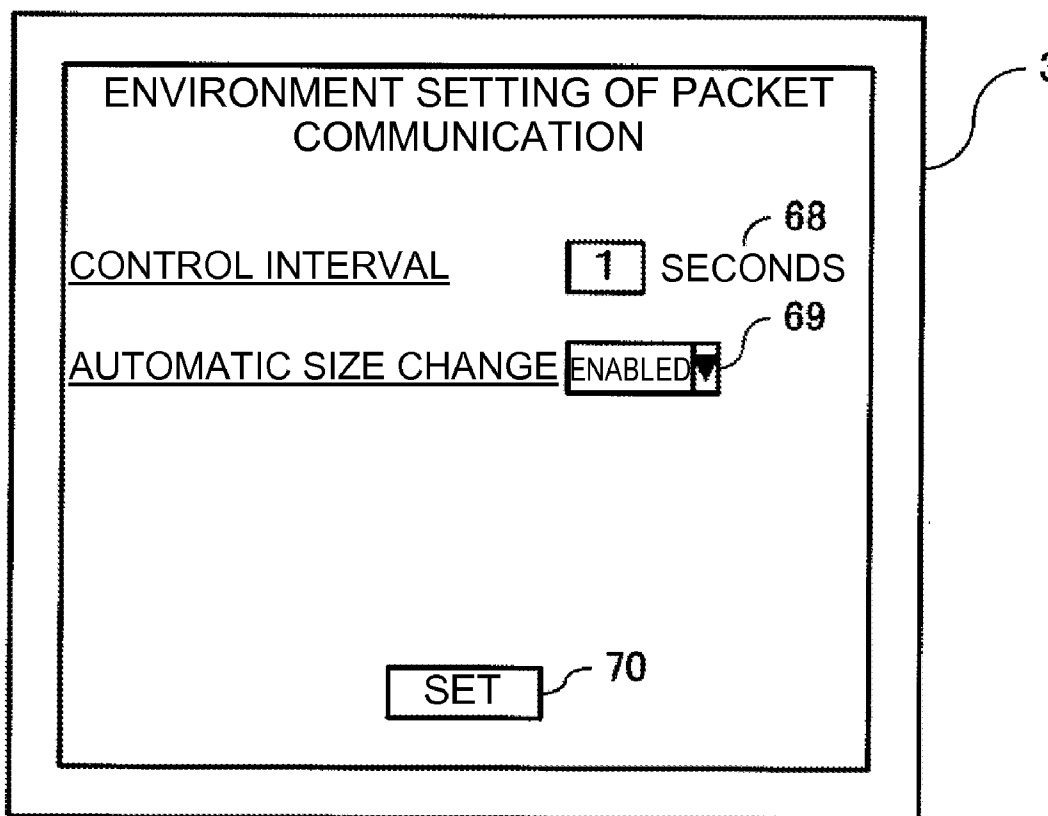 ENVIRONMENT SETTING OF PACKET
COMMUNICATION
68
CONTROL INTERVAL 1 SECONDS
69
AUTOMATIC SIZE CHANGE ENABLED
SET 70